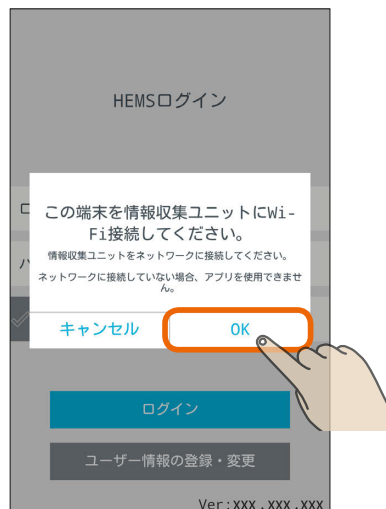 HEMSログイン
この端末を情報収集ユニットにWi-
Fi接続してください。
情報収集ユニットをネットワークに接続してください。
ネットワークに接続していない場合、アプリを使用できませ
ん。
キャンセル
OK
ログイン
ユーザー情報の登録・変更
Ver:XXX.XXX.XXX